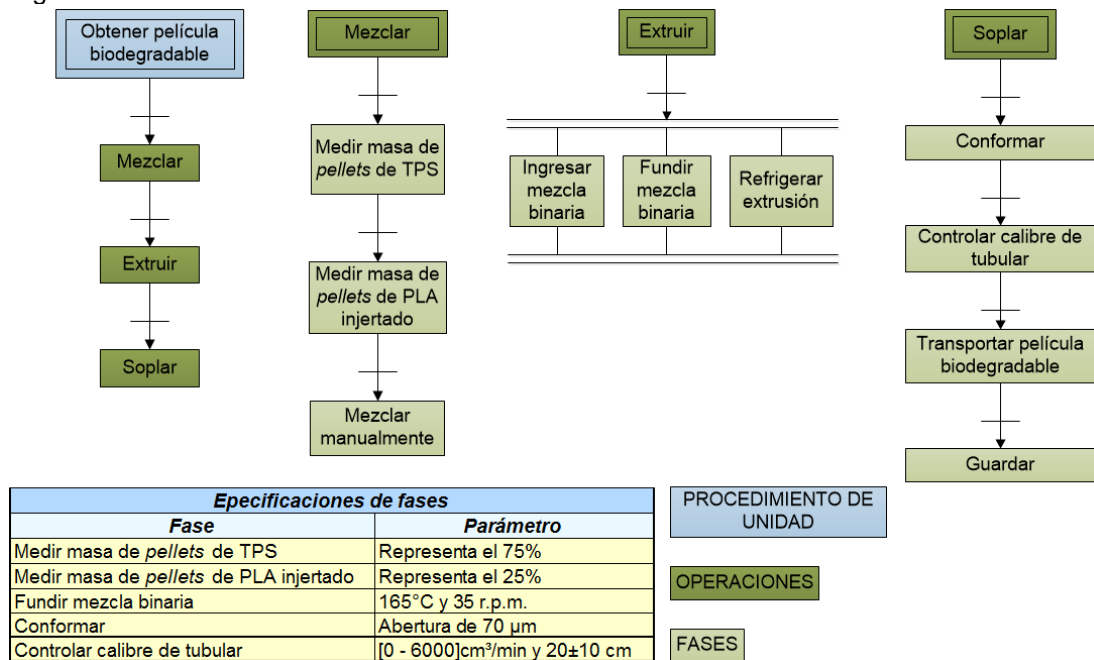 Obtener película
biodegradable
Mezclar
Extruir
Soplar
Mezclar
Medir masa de
pellets de TPS
Medir masa de
pellets de PLA
injertado
Mezclar
manualmente
Extruir
Ingresar
mezcla
binaria
Fundir
mezcla
binaria
Refrigerar
extrusión
Soplar
Conformar
Controlar calibre de
tubular
Transportar película
biodegradable
Guardar
Epecificaciones de fases
Fase Parámetro
Medir masa de pellets de TPS Representa el 75%
Medir masa de pellets de PLA injertado Representa el 25%
Fundir mezcla binaria 165°C y 35 r.p.m.
Conformar Abertura de 70 µm
Controlar calibre de tubular [0 - 6000]cm³/min y 20±10 cm
PROCEDIMIENTO DE
UNIDAD
OPERACIONES
FASES